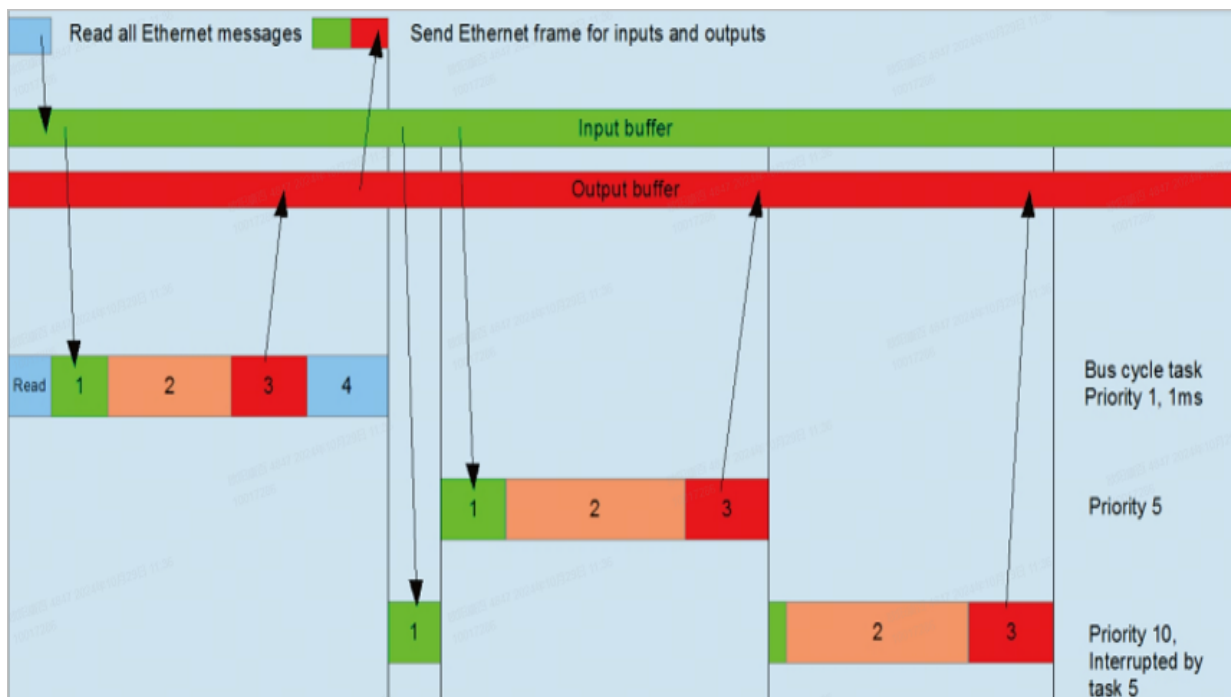 Read all Ethernet messages
Send Ethernet frame for inputs and outputs
Input buffer
Output buffer
Read 1 2 3 4
Bus cycle task
Priority 1, 1ms
1 2 3
Priority 5
1 2 3
Priority 10,
Interrupted by
task 5